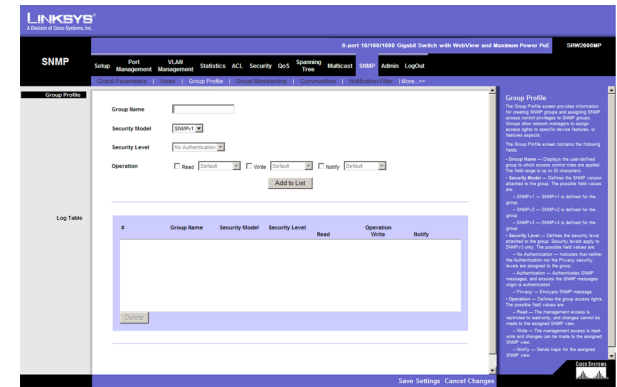 LINKSYS®
A Division of Cisco Systems, Inc.
8-port 10/100/1000 Gigabit Switch with WebView and Maximum Power PoE
SRW2008MP
SNMP
Setup
Port Management
VLAN Management
Statistics
ACL
Security
QoS
Spanning Tree
Multicast
SNMP
Admin
LogOut
Global Parameters | Views | Group Profile | Group Membership | Communities | Notification Filter | More...>>
Group Profile
Group Name
Security Model
SNMPv1
Security Level
No Authentication
Operation
Read
Default
Write
Default
Notify
Default
Add to List
Log Table
# Group Name Security Model Security Level Operation
Read Write Notify
Delete
Group Profile
The Group Profile screen provides information
for creating SNMP groups and assigning SNMP
access control privileges to SNMP groups.
Groups allow network managers to assign
access rights to specific device features, or
features aspects.
The Group Profile screen contains the following
fields:
• Group Name — Displays the user-defined
group to which access control rules are applied.
The field range is up to 30 characters.
• Security Model — Defines the SNMP version
attached to the group. The possible field values
are:
– SNMPv1 — SNMPv1 is defined for the
group.
– SNMPv2 — SNMPv2 is defined for the
group.
– SNMPv3 — SNMPv3 is defined for the
group.
• Security Level — Defines the security level
attached to the group. Security levels apply to
SNMPv3 only. The possible field values are:
– No Authentication — Indicates that neither
the Authentication nor the Privacy security
levels are assigned to the group.
– Authentication — Authenticates SNMP
messages, and ensures the SNMP messages
origin is authenticated.
– Privacy — Encrypts SNMP message.
• Operation — Defines the group access rights.
The possible field values are:
– Read — The management access is
restricted to read-only, and changes cannot be
made to the assigned SNMP view.
– Write — The management access is read-
write and changes can be made to the assigned
SNMP view.
– Notify — Sends traps for the assigned
SNMP view.
Save Settings
Cancel Changes
CISCO SYSTEMS